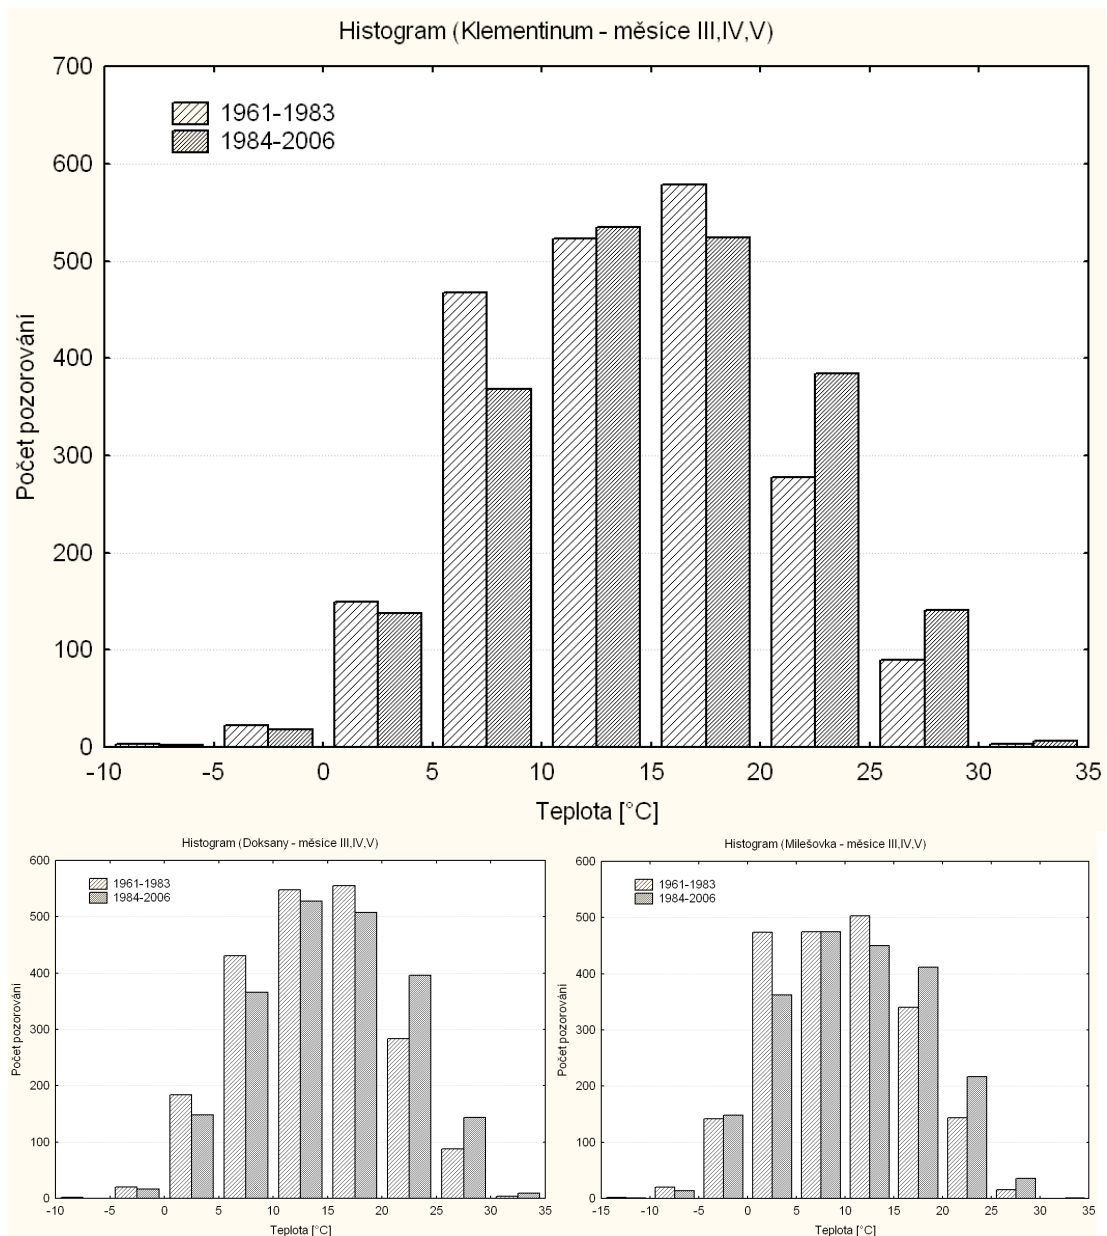 Histogram (Klementinum - měsíce III,IV,V)
700
600
500
400
300
200
100
0
1961-1983
1984-2006
Počet pozorování
-10 -5 0 5 10 15 20 25 30 35
Teplota [°C]
Histogram (Doksany - měsíce III,IV,V)
600
500
400
300
200
100
0
1961-1983
1984-2006
Počet pozorování
-10 -5 0 5 10 15 20 25 30 35
Teplota [°C]
Histogram (Milešovka - měsíce III,IV,V)
600
500
400
300
200
100
0
1961-1983
1984-2006
Počet pozorování
-15 -10 -5 0 5 10 15 20 25 30 35
Teplota [°C]